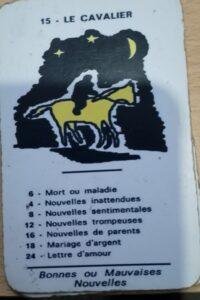 15 - LE CAVALIER
6 - Mort ou maladie
4 - Nouvelles inattendues
8 - Nouvelles sentimentales
12 - Nouvelles trompeuses
16 - Nouvelles de parents
18 - Mariage d'argent
24 - Lettre d'amour
Bonnes ou Mauvaises
Nouvelles